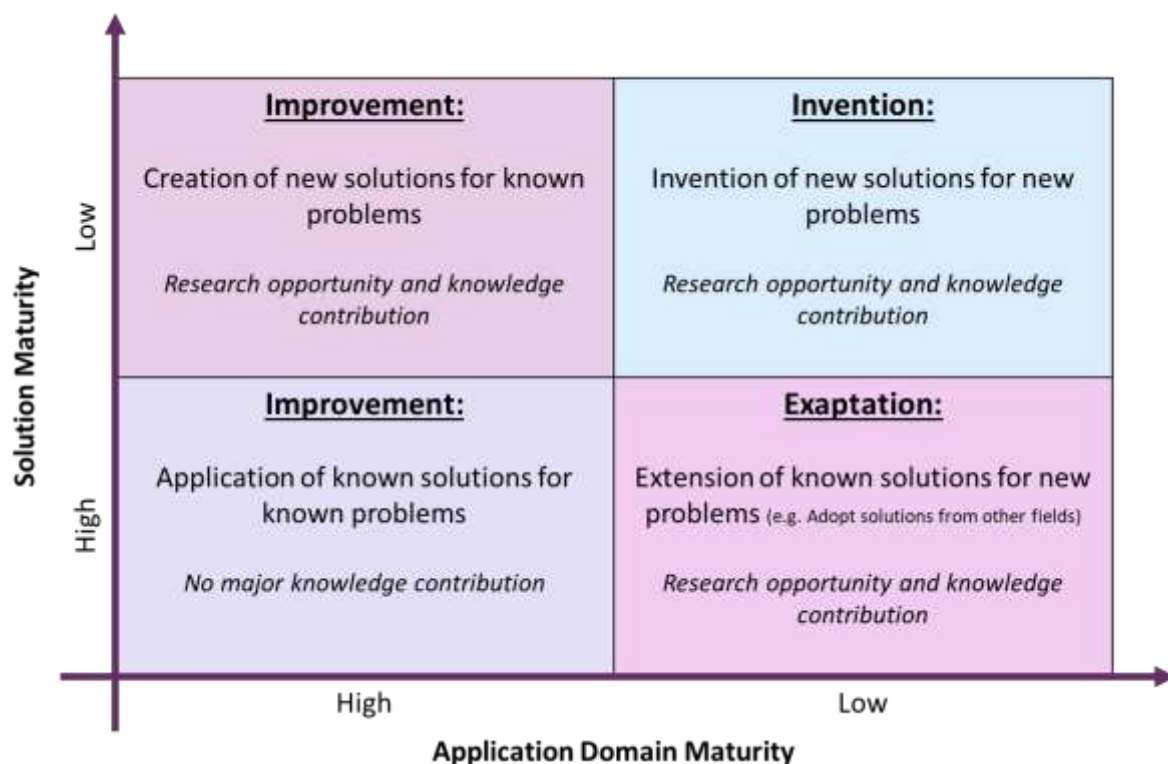 Improvement:
Creation of new solutions for known
problems
Research opportunity and knowledge
contribution
Invention:
Invention of new solutions for new
problems
Research opportunity and knowledge
contribution
Improvement:
Application of known solutions for
known problems
No major knowledge contribution
Exaptation:
Extension of known solutions for new
problems (e.g. Adopt solutions from other fields)
Research opportunity and knowledge
contribution
Solution Maturity
Low
High
High
Low
Application Domain Maturity